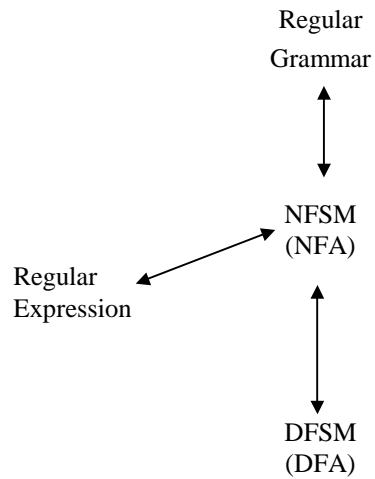 Regular
Grammar
NFSM
(NFA)
Regular
Expression
DFSM
(DFA)